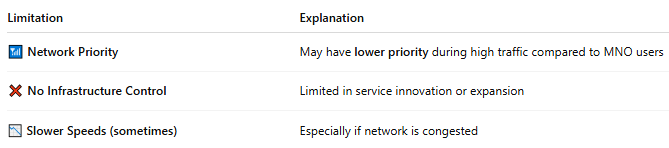 Limitation Explanation
Network Priority May have lower priority during high traffic compared to MNO users
No Infrastructure Control Limited in service innovation or expansion
Slower Speeds (sometimes) Especially if network is congested